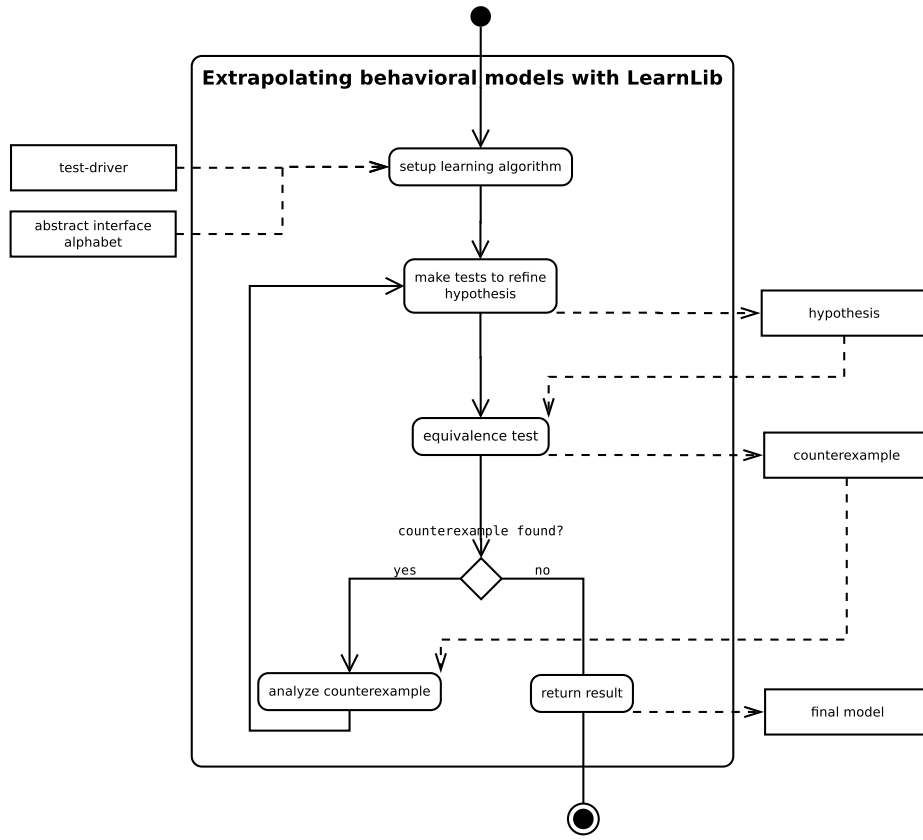 Extrapolating behavioral models with LearnLib
test-driver
setup learning algorithm
abstract interface
alphabet
make tests to refine
hypothesis
hypothesis
equivalence test
counterexample
counterexample found?
yes
no
analyze counterexample
return result
final model